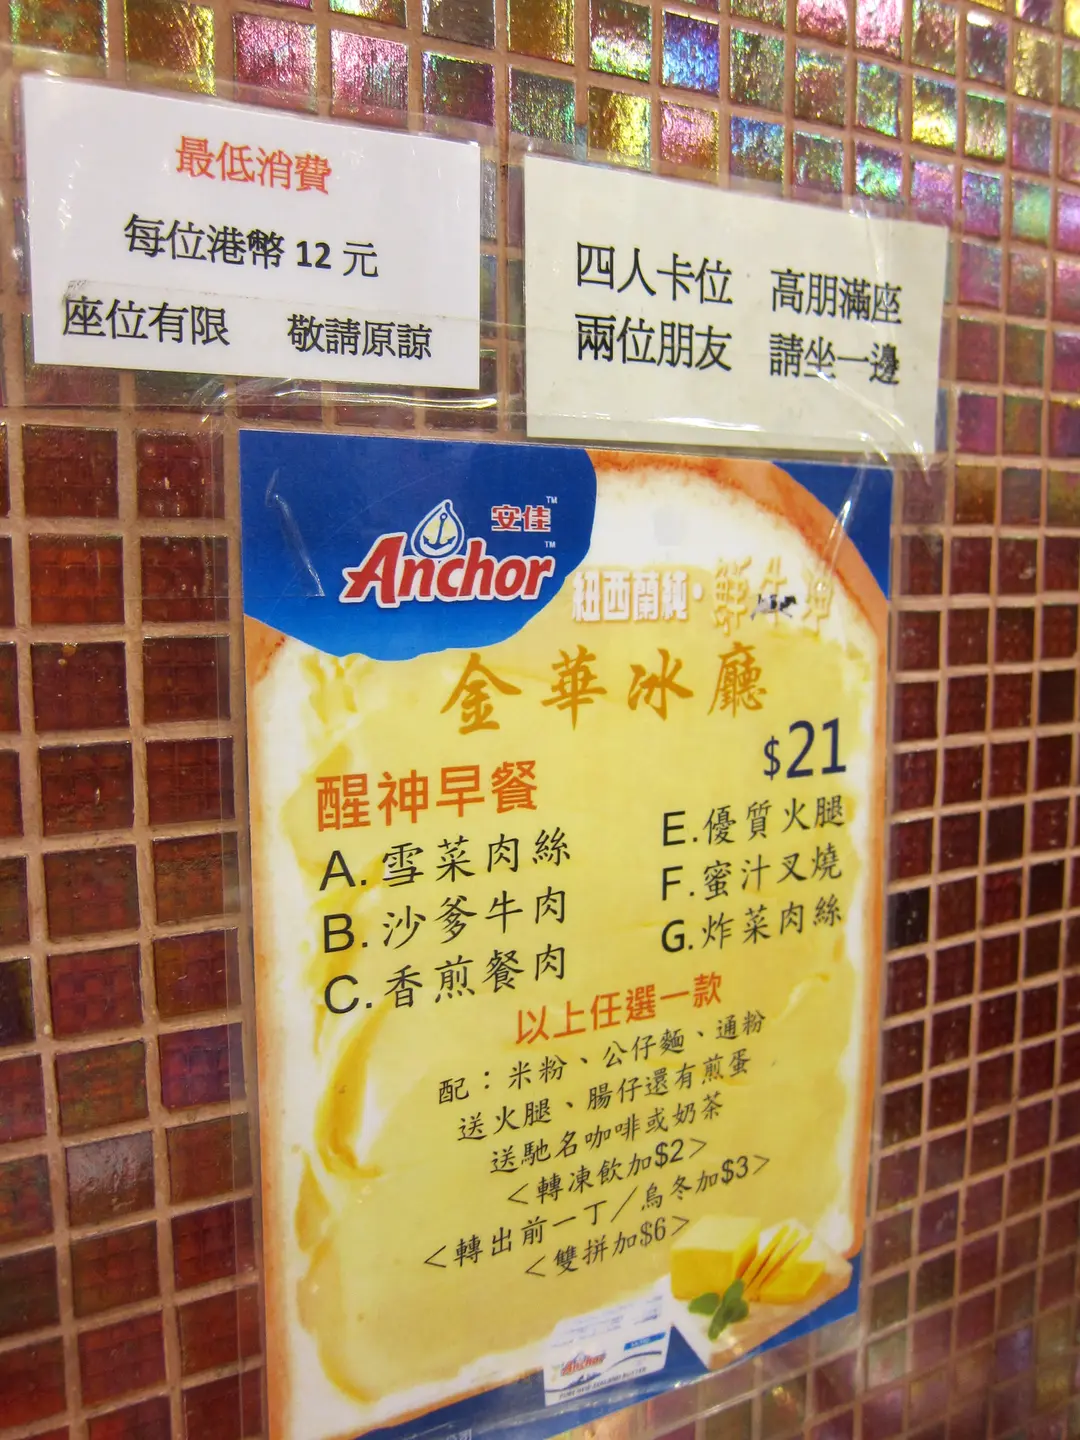 最低消費
每位港幣 12 元
座位有限 敬請原諒
四人卡位 高朋滿座
兩位朋友 請坐一邊
安佳™
Anchor™
紐西蘭純·鮮牛
金華冰廳
$21
醒神早餐
A. 雪菜肉絲
B. 沙爹牛肉
C. 香煎餐肉
E. 優質火腿
F. 蜜汁叉燒
G. 炸菜肉絲
以上任選一款
配：米粉、公仔麵、通粉
送火腿、腸仔還有煎蛋
送馳名咖啡或奶茶
＜轉凍飲加$2＞
＜轉出前一丁／烏冬加$3＞
＜雙拼加$6＞
Anchor